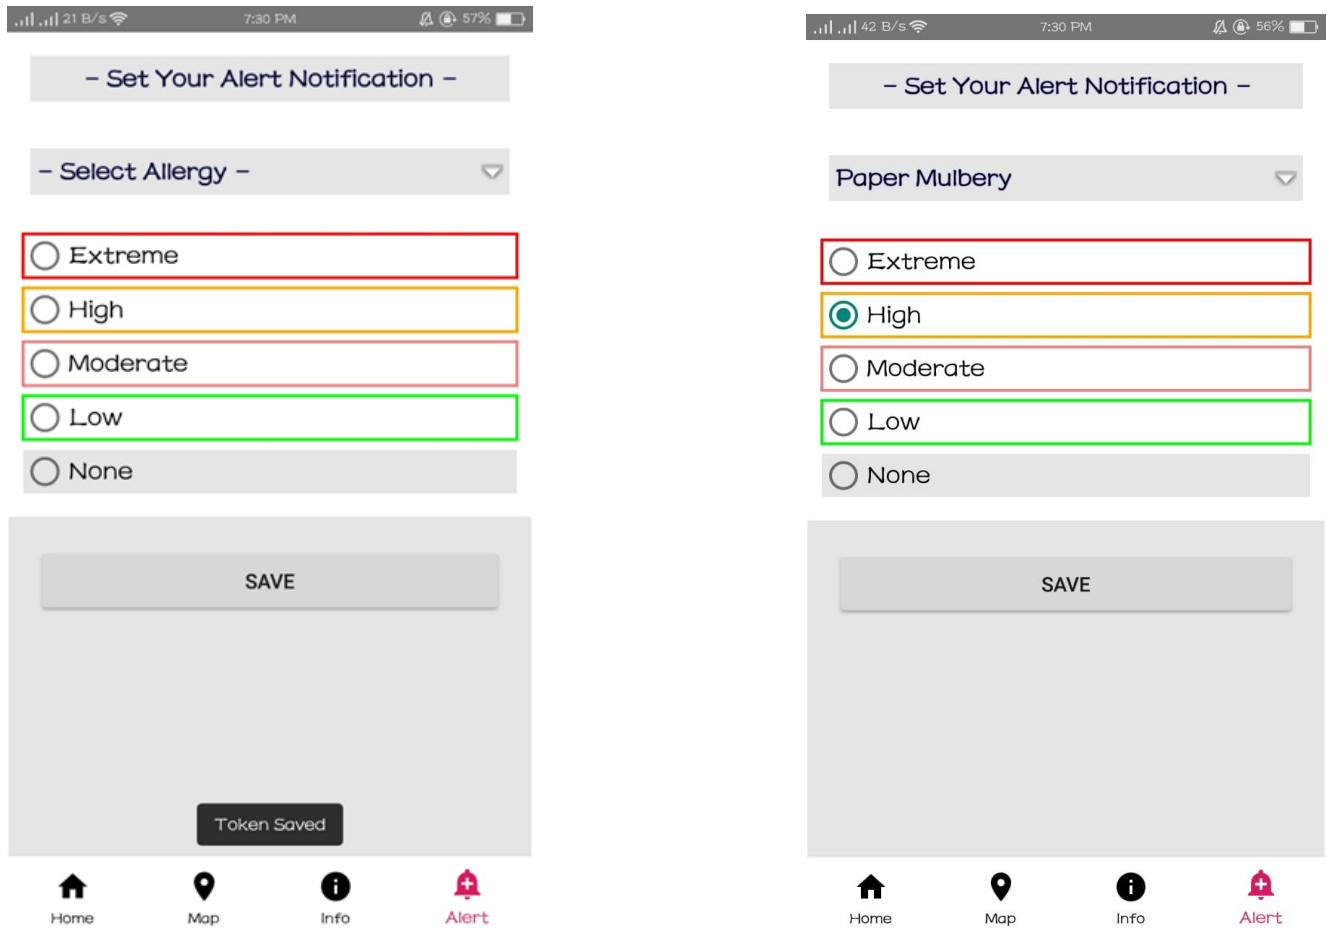 21 B/s 7:30 PM 57%
- Set Your Alert Notification -
- Select Allergy -
Extreme
High
Moderate
Low
None
SAVE
Token Saved
Home Map Info Alert
42 B/s 7:30 PM 56%
- Set Your Alert Notification -
Paper Mulbery
Extreme
High
Moderate
Low
None
SAVE
Home Map Info Alert